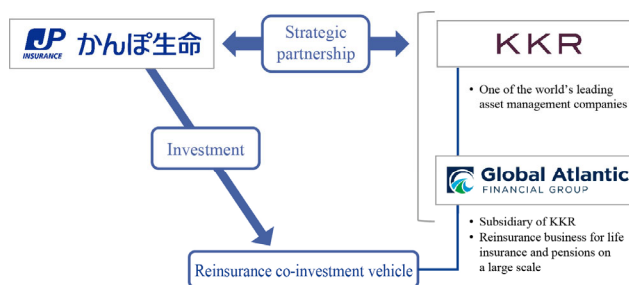 JP
INSURANCE
かんぽ生命
Strategic
partnership
KKR
• One of the world's leading
asset management companies
Investment
Global Atlantic
FINANCIAL GROUP
• Subsidiary of KKR
• Reinsurance business for life
insurance and pensions on
a large scale
Reinsurance co-investment vehicle